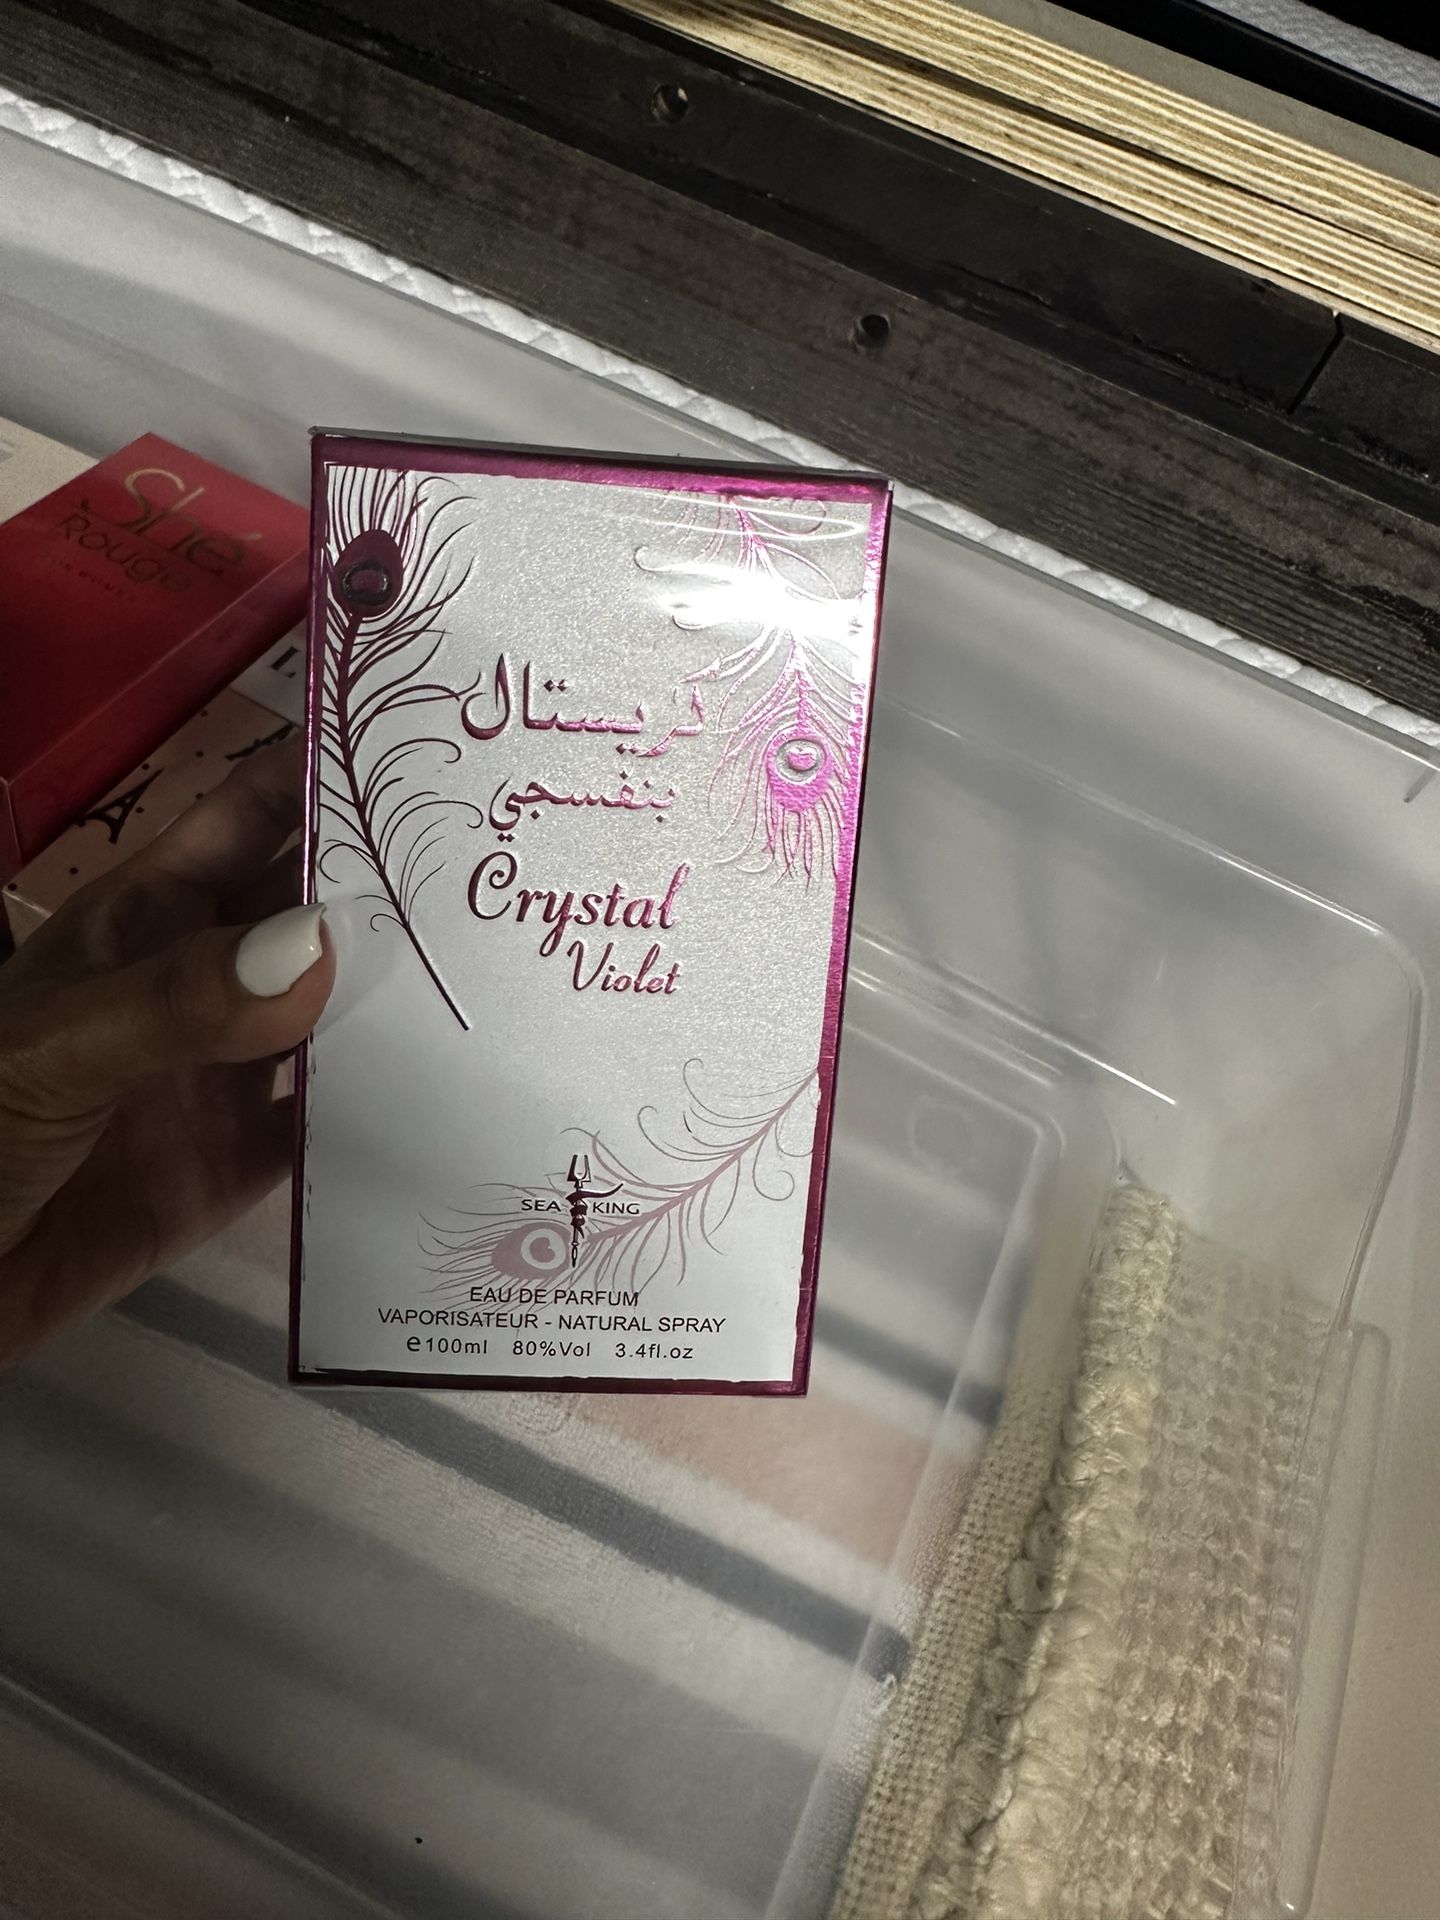 Shé
Rouge
كريستال
بنفسجي
Crystal
Violet
SEA KING
EAU DE PARFUM
VAPORISATEUR - NATURAL SPRAY
e100ml 80%Vol 3.4fl.oz